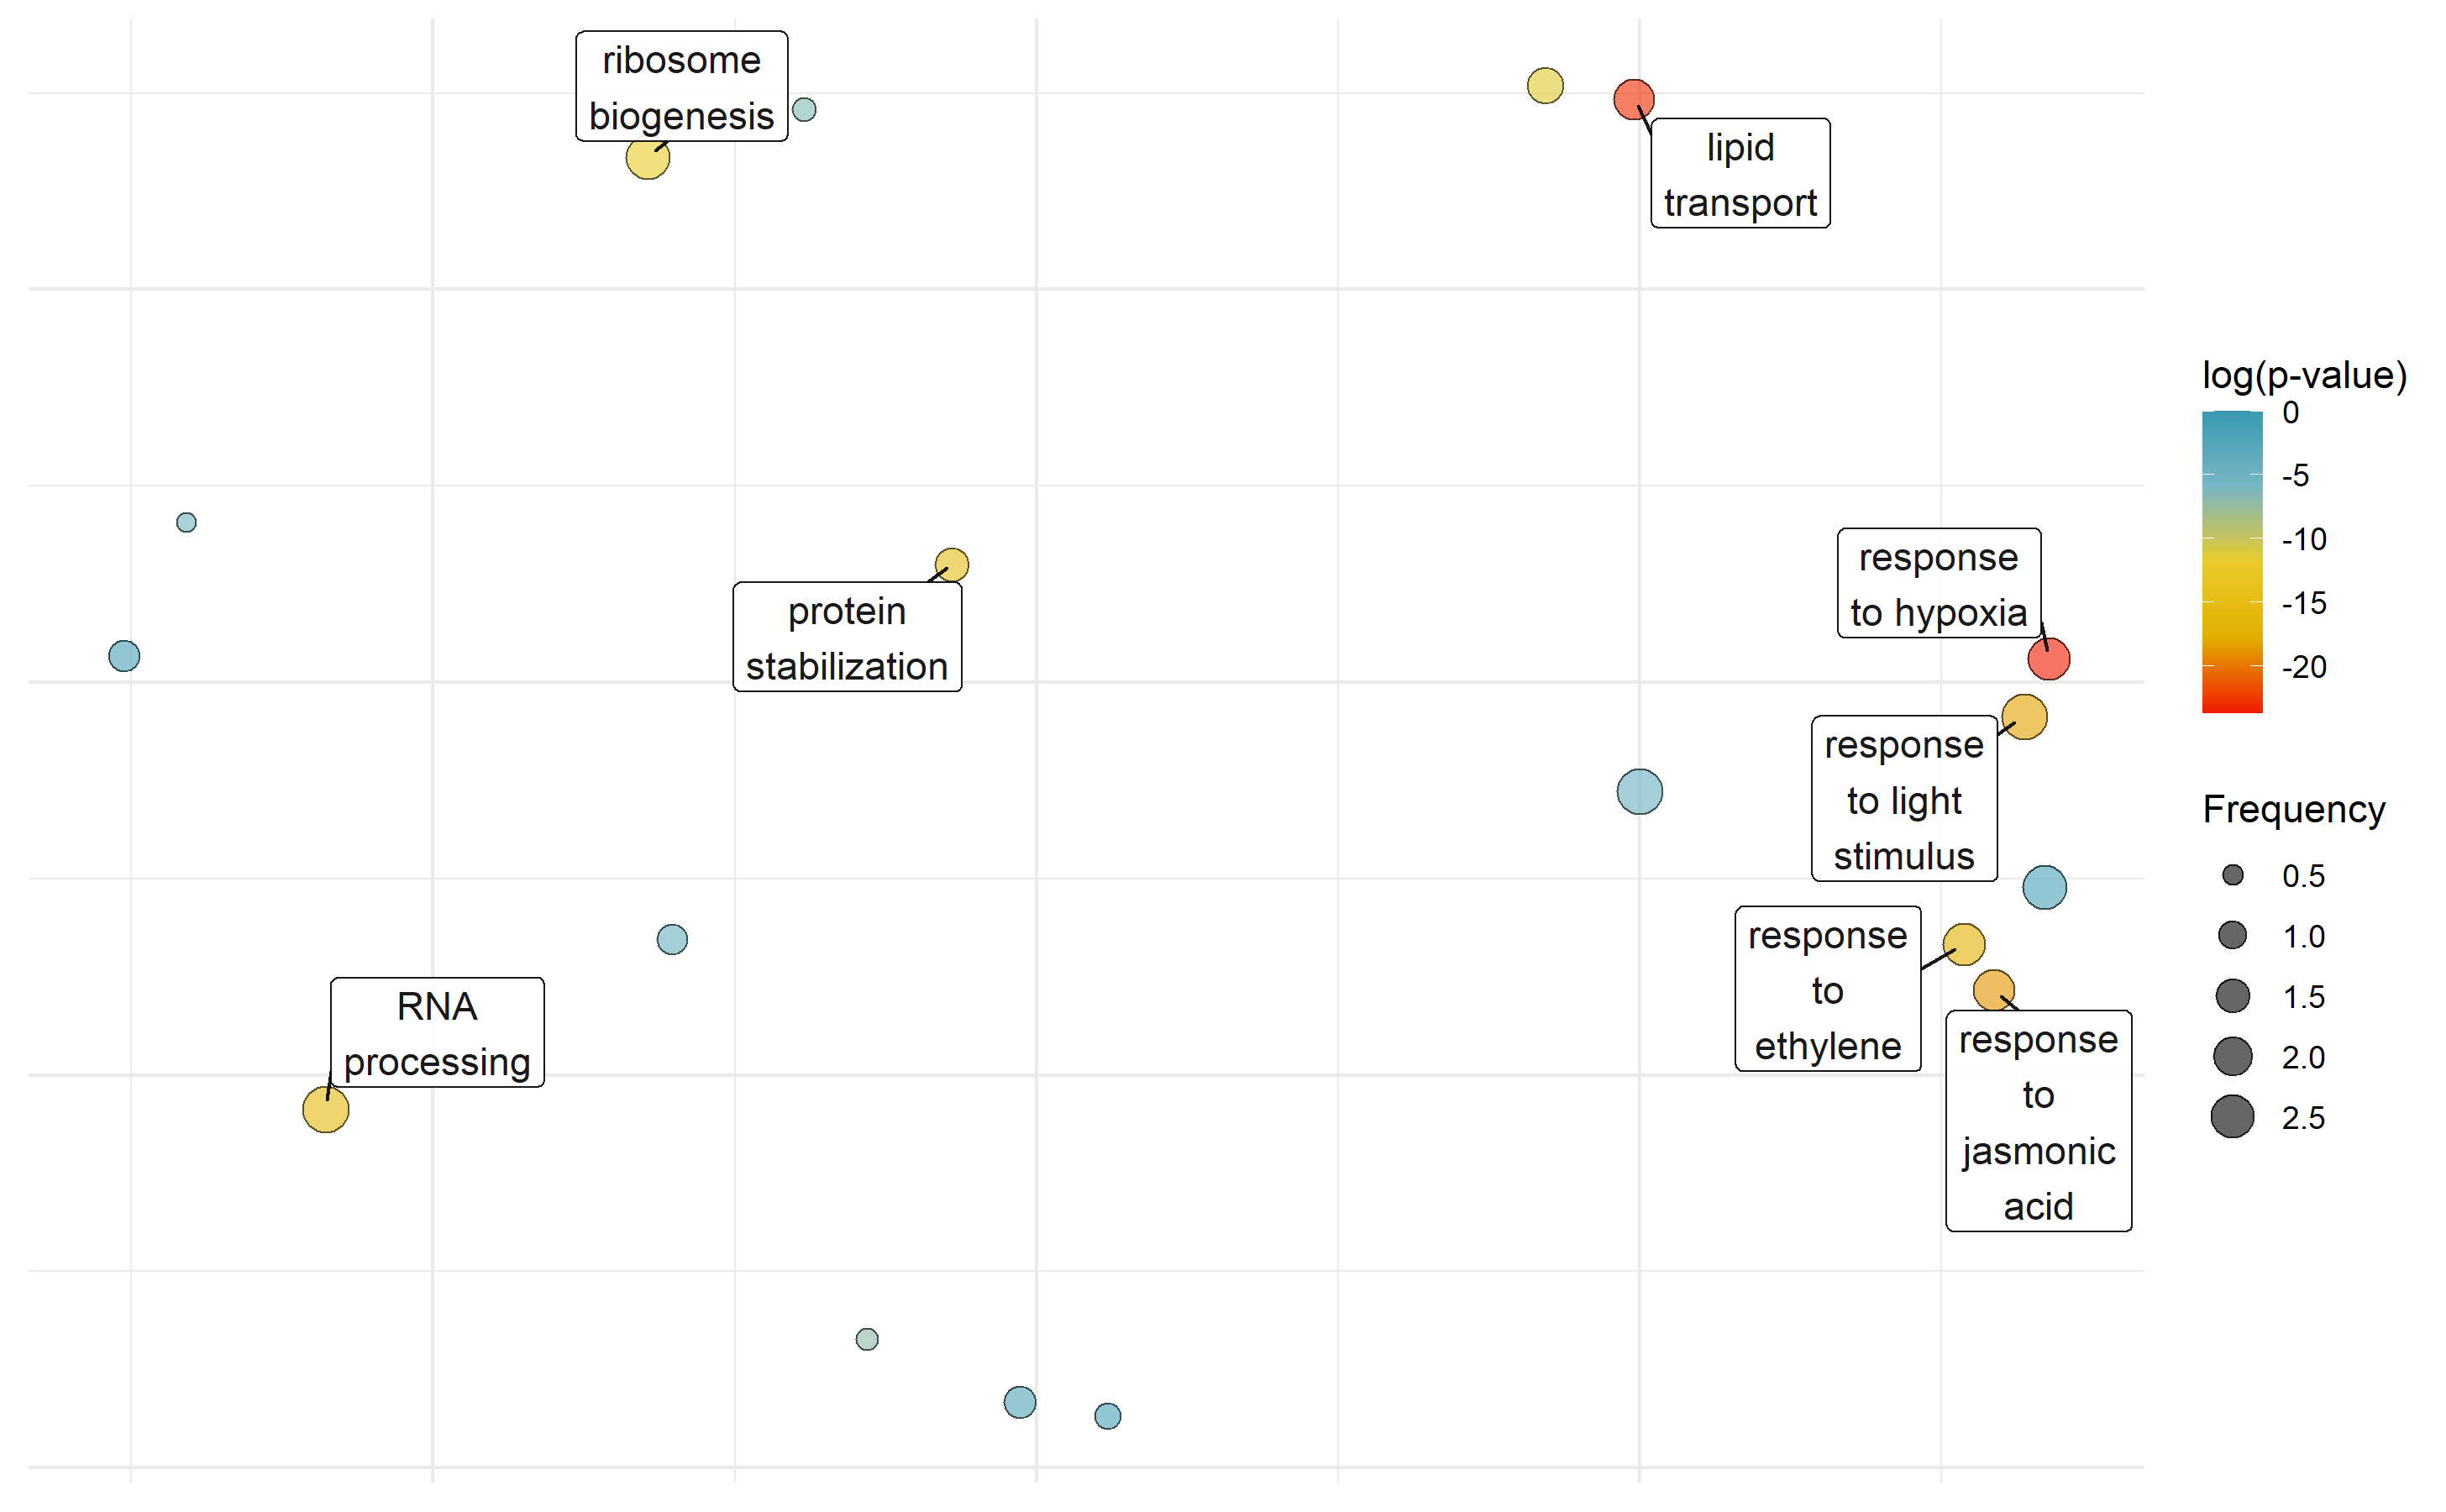 ribosome
biogenesis
lipid
transport
response
to hypoxia
protein
stabilization
response
to light
stimulus
response
to
ethylene
RNA
processing
response
to
jasmonic
acid
log(p-value)
0
-5
-10
-15
-20
Frequency
0.5
1.0
1.5
2.0
2.5